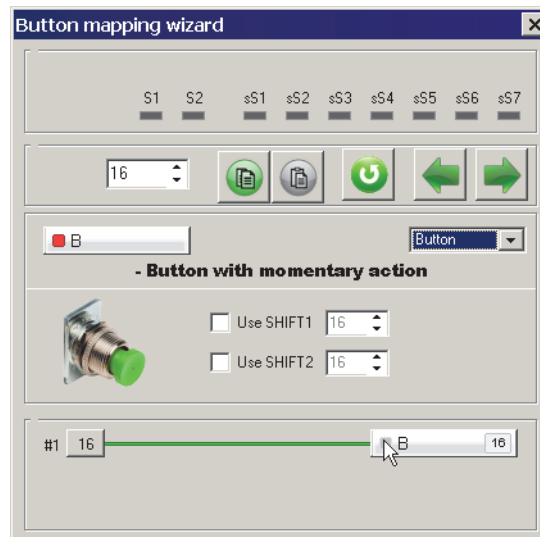 Button mapping wizard
S1 S2 sS1 sS2 sS3 sS4 sS5 sS6 sS7
16
B Button
- Button with momentary action
Use SHIFT1 16
Use SHIFT2 16
#1 16 B 16